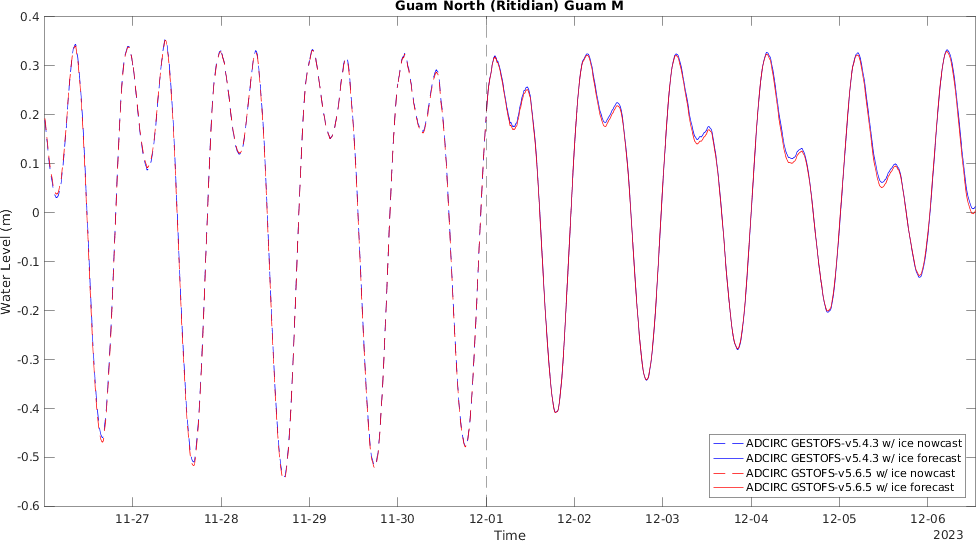 Guam North (Ritidian) Guam M
0.4
0.3
0.2
0.1
0
-0.1
-0.2
-0.3
-0.4
-0.5
-0.6
Water Level (m)
11-27 11-28 11-29 11-30 12-01 12-02 12-03 12-04 12-05 12-06
Time
2023
ADCIRC GESTOFS-v5.4.3 w/ ice nowcast
ADCIRC GESTOFS-v5.4.3 w/ ice forecast
ADCIRC GSTOFS-v5.6.5 w/ ice nowcast
ADCIRC GSTOFS-v5.6.5 w/ ice forecast